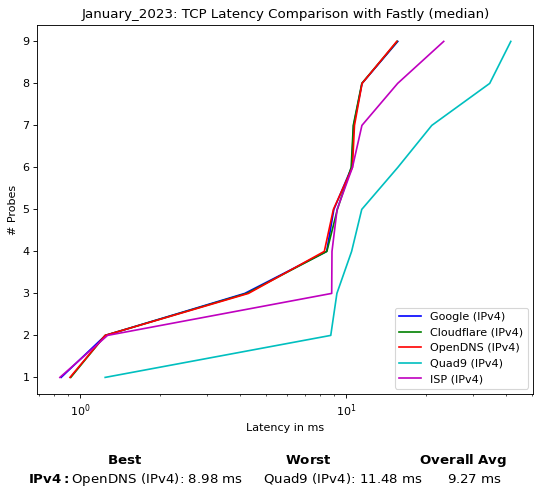 January_2023: TCP Latency Comparison with Fastly (median)
9
8
7
6
5
4
3
2
1
# Probes
Google (IPv4)
Cloudflare (IPv4)
OpenDNS (IPv4)
Quad9 (IPv4)
ISP (IPv4)
10⁰ 10¹
Latency in ms
Best Worst Overall Avg
IPv4: OpenDNS (IPv4): 8.98 ms Quad9 (IPv4): 11.48 ms 9.27 ms